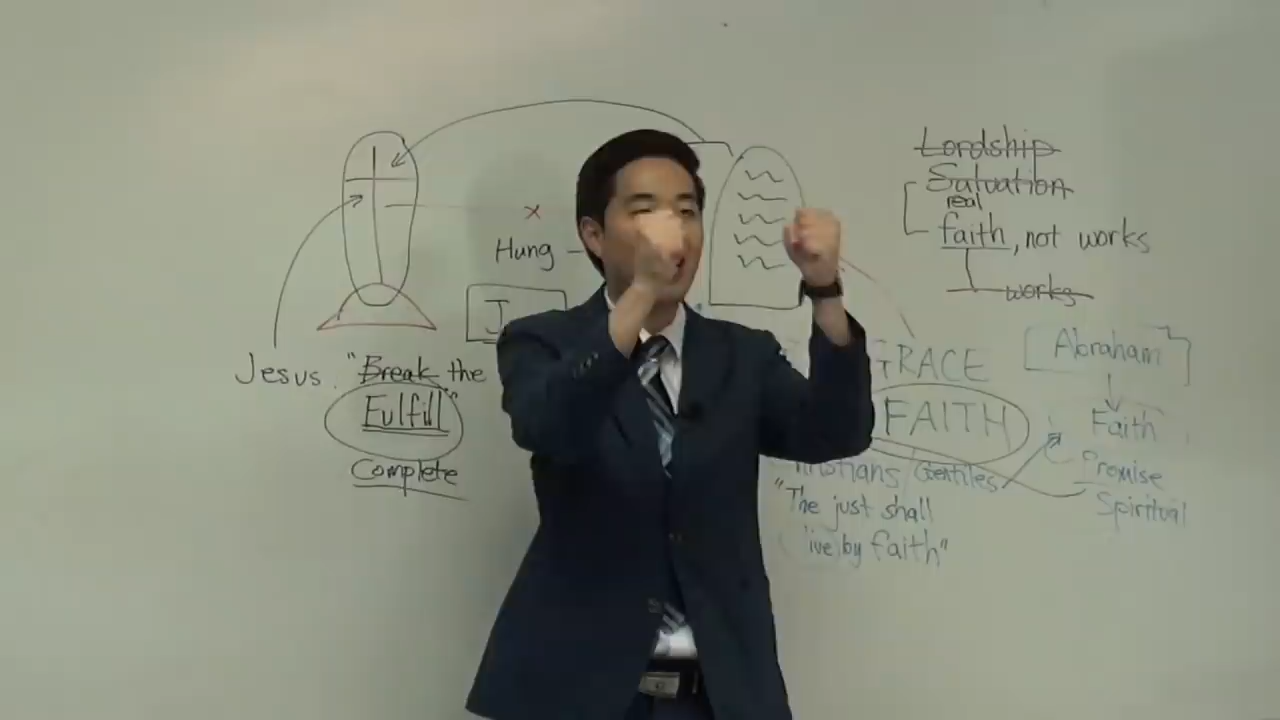 Jesus. "Break the
Fulfill"
Complete
Hung
J
Lordship
Salvation
real
faith, not works
works
GRACE
FAITH
Gentiles
"The just shall
by faith"
Abraham
Faith
Promise
Spiritual